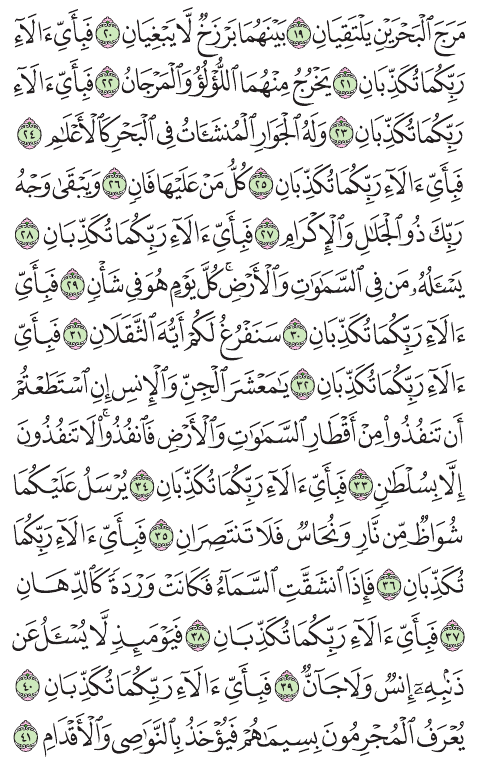 مَرَجَ ٱلۡبَحۡرَيۡنِ يَلۡتَقِيَانِ ١٩ بَيۡنَهُمَا بَرۡزَخٞ لَّا يَبۡغِيَانِ ٢٠ فَبِأَيِّ ءَالَآءِ
رَبِّكُمَا تُكَذِّبَانِ ٢١ يَخۡرُجُ مِنۡهُمَا ٱللُّؤۡلُؤُ وَٱلۡمَرۡجَانُ ٢٢ فَبِأَيِّ ءَالَآءِ
رَبِّكُمَا تُكَذِّبَانِ ٢٣ وَلَهُ ٱلۡجَوَارِ ٱلۡمُنشَـَٔاتُ فِي ٱلۡبَحۡرِ كَٱلۡأَعۡلَٰمِ ٢٤
فَبِأَيِّ ءَالَآءِ رَبِّكُمَا تُكَذِّبَانِ ٢٥ كُلُّ مَنۡ عَلَيۡهَا فَانٖ ٢٦ وَيَبۡقَىٰ وَجۡهُ
رَبِّكَ ذُو ٱلۡجَلَٰلِ وَٱلۡإِكۡرَامِ ٢٧ فَبِأَيِّ ءَالَآءِ رَبِّكُمَا تُكَذِّبَانِ ٢٨
يَسۡـَٔلُهُۥ مَن فِي ٱلسَّمَٰوَٰتِ وَٱلۡأَرۡضِۚ كُلَّ يَوۡمٍ هُوَ فِي شَأۡنٖ ٢٩ فَبِأَيِّ
ءَالَآءِ رَبِّكُمَا تُكَذِّبَانِ ٣٠ سَنَفۡرُغُ لَكُمۡ أَيُّهَ ٱلثَّقَلَانِ ٣١ فَبِأَيِّ
ءَالَآءِ رَبِّكُمَا تُكَذِّبَانِ ٣٢ يَٰمَعۡشَرَ ٱلۡجِنِّ وَٱلۡإِنسِ إِنِ ٱسۡتَطَعۡتُمۡ
أَن تَنفُذُواْ مِنۡ أَقۡطَارِ ٱلسَّمَٰوَٰتِ وَٱلۡأَرۡضِ فَٱنفُذُواْۚ لَا تَنفُذُونَ
إِلَّا بِسُلۡطَٰنٖ ٣٣ فَبِأَيِّ ءَالَآءِ رَبِّكُمَا تُكَذِّبَانِ ٣٤ يُرۡسَلُ عَلَيۡكُمَا
شُوَاظٞ مِّن نَّارٖ وَنُحَاسٞ فَلَا تَنتَصِرَانِ ٣٥ فَبِأَيِّ ءَالَآءِ رَبِّكُمَا
تُكَذِّبَانِ ٣٦ فَإِذَا ٱنشَقَّتِ ٱلسَّمَآءُ فَكَانَتۡ وَرۡدَةٗ كَٱلدِّهَانِ
٣٧ فَبِأَيِّ ءَالَآءِ رَبِّكُمَا تُكَذِّبَانِ ٣٨ فَيَوۡمَئِذٖ لَّا يُسۡـَٔلُ عَن
ذَنۢبِهِۦٓ إِنسٞ وَلَا جَآنّٞ ٣٩ فَبِأَيِّ ءَالَآءِ رَبِّكُمَا تُكَذِّبَانِ ٤٠
يُعۡرَفُ ٱلۡمُجۡرِمُونَ بِسِيمَٰهُمۡ فَيُؤۡخَذُ بِٱلنَّوَٰصِي وَٱلۡأَقۡدَامِ ٤١